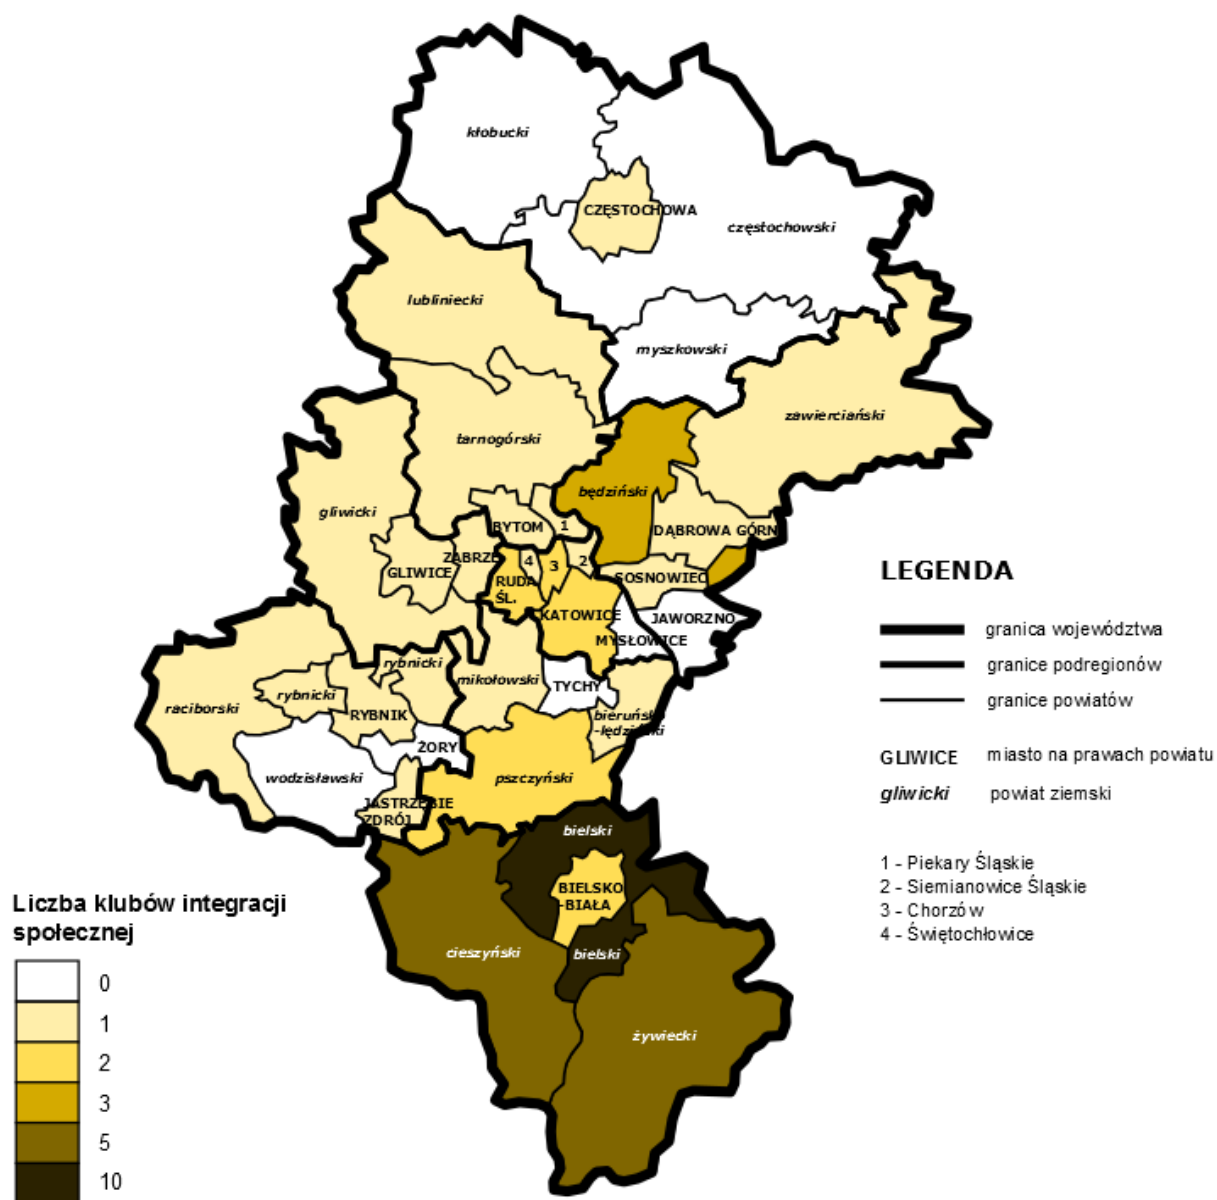 kłobucki
CZĘSTOCHOWA
częstochowski
lubliniecki
myszkowski
zawierciański
tarnogórski
będziński
gliwicki
BYTOM
1
DĄBROWA GÓRN
ZABRZE
4
3
2
GLIWICE
RUDA
ŚL.
SOSNOWIEC
KATOWICE
JAWORZNO
MYSŁOWICE
rybnicki
mikołowski
TYCHY
rybnicki
raciborski
RYBNIK
bieruńsko
-lędziński
ŻORY
wodzisławski
pszczyński
JASTRZĘBIE
ZDRÓJ
bielski
BIELSKO
-BIAŁA
cieszyński
bielski
żywiecki
LEGENDA
granica województwa
granice podregionów
granice powiatów
GLIWICE miasto na prawach powiatu
gliwicki powiat ziemski
1 - Piekary Śląskie
2 - Siemianowice Śląskie
3 - Chorzów
4 - Świętochłowice
Liczba klubów integracji
społecznej
0
1
2
3
5
10